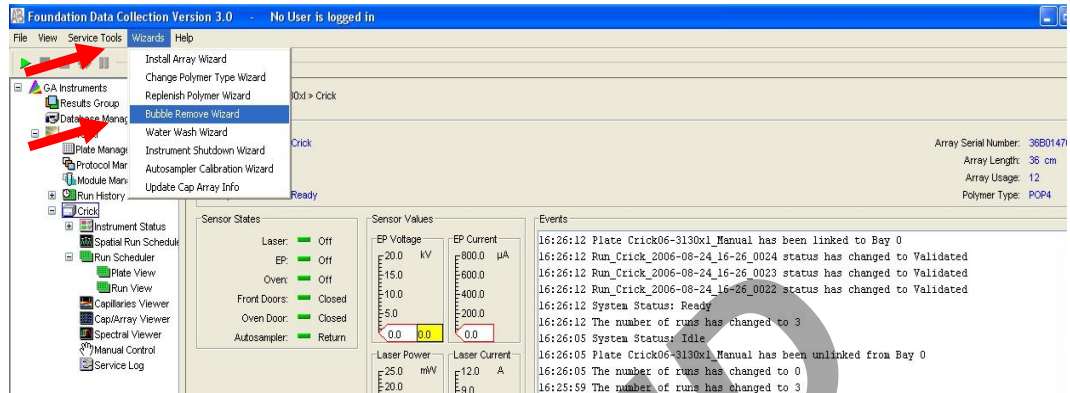 Foundation Data Collection Version 3.0 - No User is logged in
File View Service Tools Wizards Help
Install Array Wizard
Change Polymer Type Wizard
Replenish Polymer Wizard
Bubble Remove Wizard
Water Wash Wizard
Instrument Shutdown Wizard
Autosampler Calibration Wizard
Update Cap Array Info
GA Instruments
Results Group
Database Manag
Plate Manage
Protocol Mar
Module Man
Run History
Crick
Instrument Status
Spatial Run Schedule
Run Scheduler
Plate View
Run View
Capillaries Viewer
Cap/Array Viewer
Spectral Viewer
Manual Control
Service Log
> Crick
Crick
Ready
Array Serial Number: 36B0147
Array Length: 36 cm
Array Usage: 12
Polymer Type: POP4
Sensor States
Laser: Off
EP: Off
Oven: Off
Front Doors: Closed
Oven Door: Closed
Autosampler: Return
Sensor Values
EP Voltage
20.0 kV
15.0
10.0
5.0
0.0 0.0
EP Current
800.0 µA
600.0
400.0
200.0
0.0
Laser Power
25.0 mW
20.0
Laser Current
12.0 A
9.0
Events
16:26:12 Plate Crick06-3130xl_Manual has been linked to Bay 0
16:26:12 Run_Crick_2006-08-24_16-26_0024 status has changed to Validated
16:26:12 Run_Crick_2006-08-24_16-26_0023 status has changed to Validated
16:26:12 Run_Crick_2006-08-24_16-26_0022 status has changed to Validated
16:26:12 System Status: Ready
16:26:12 The number of runs has changed to 3
16:26:05 System Status: Idle
16:26:05 Plate Crick06-3130xl_Manual has been unlinked from Bay 0
16:26:05 The number of runs has changed to 0
16:25:59 The number of runs has changed to 3